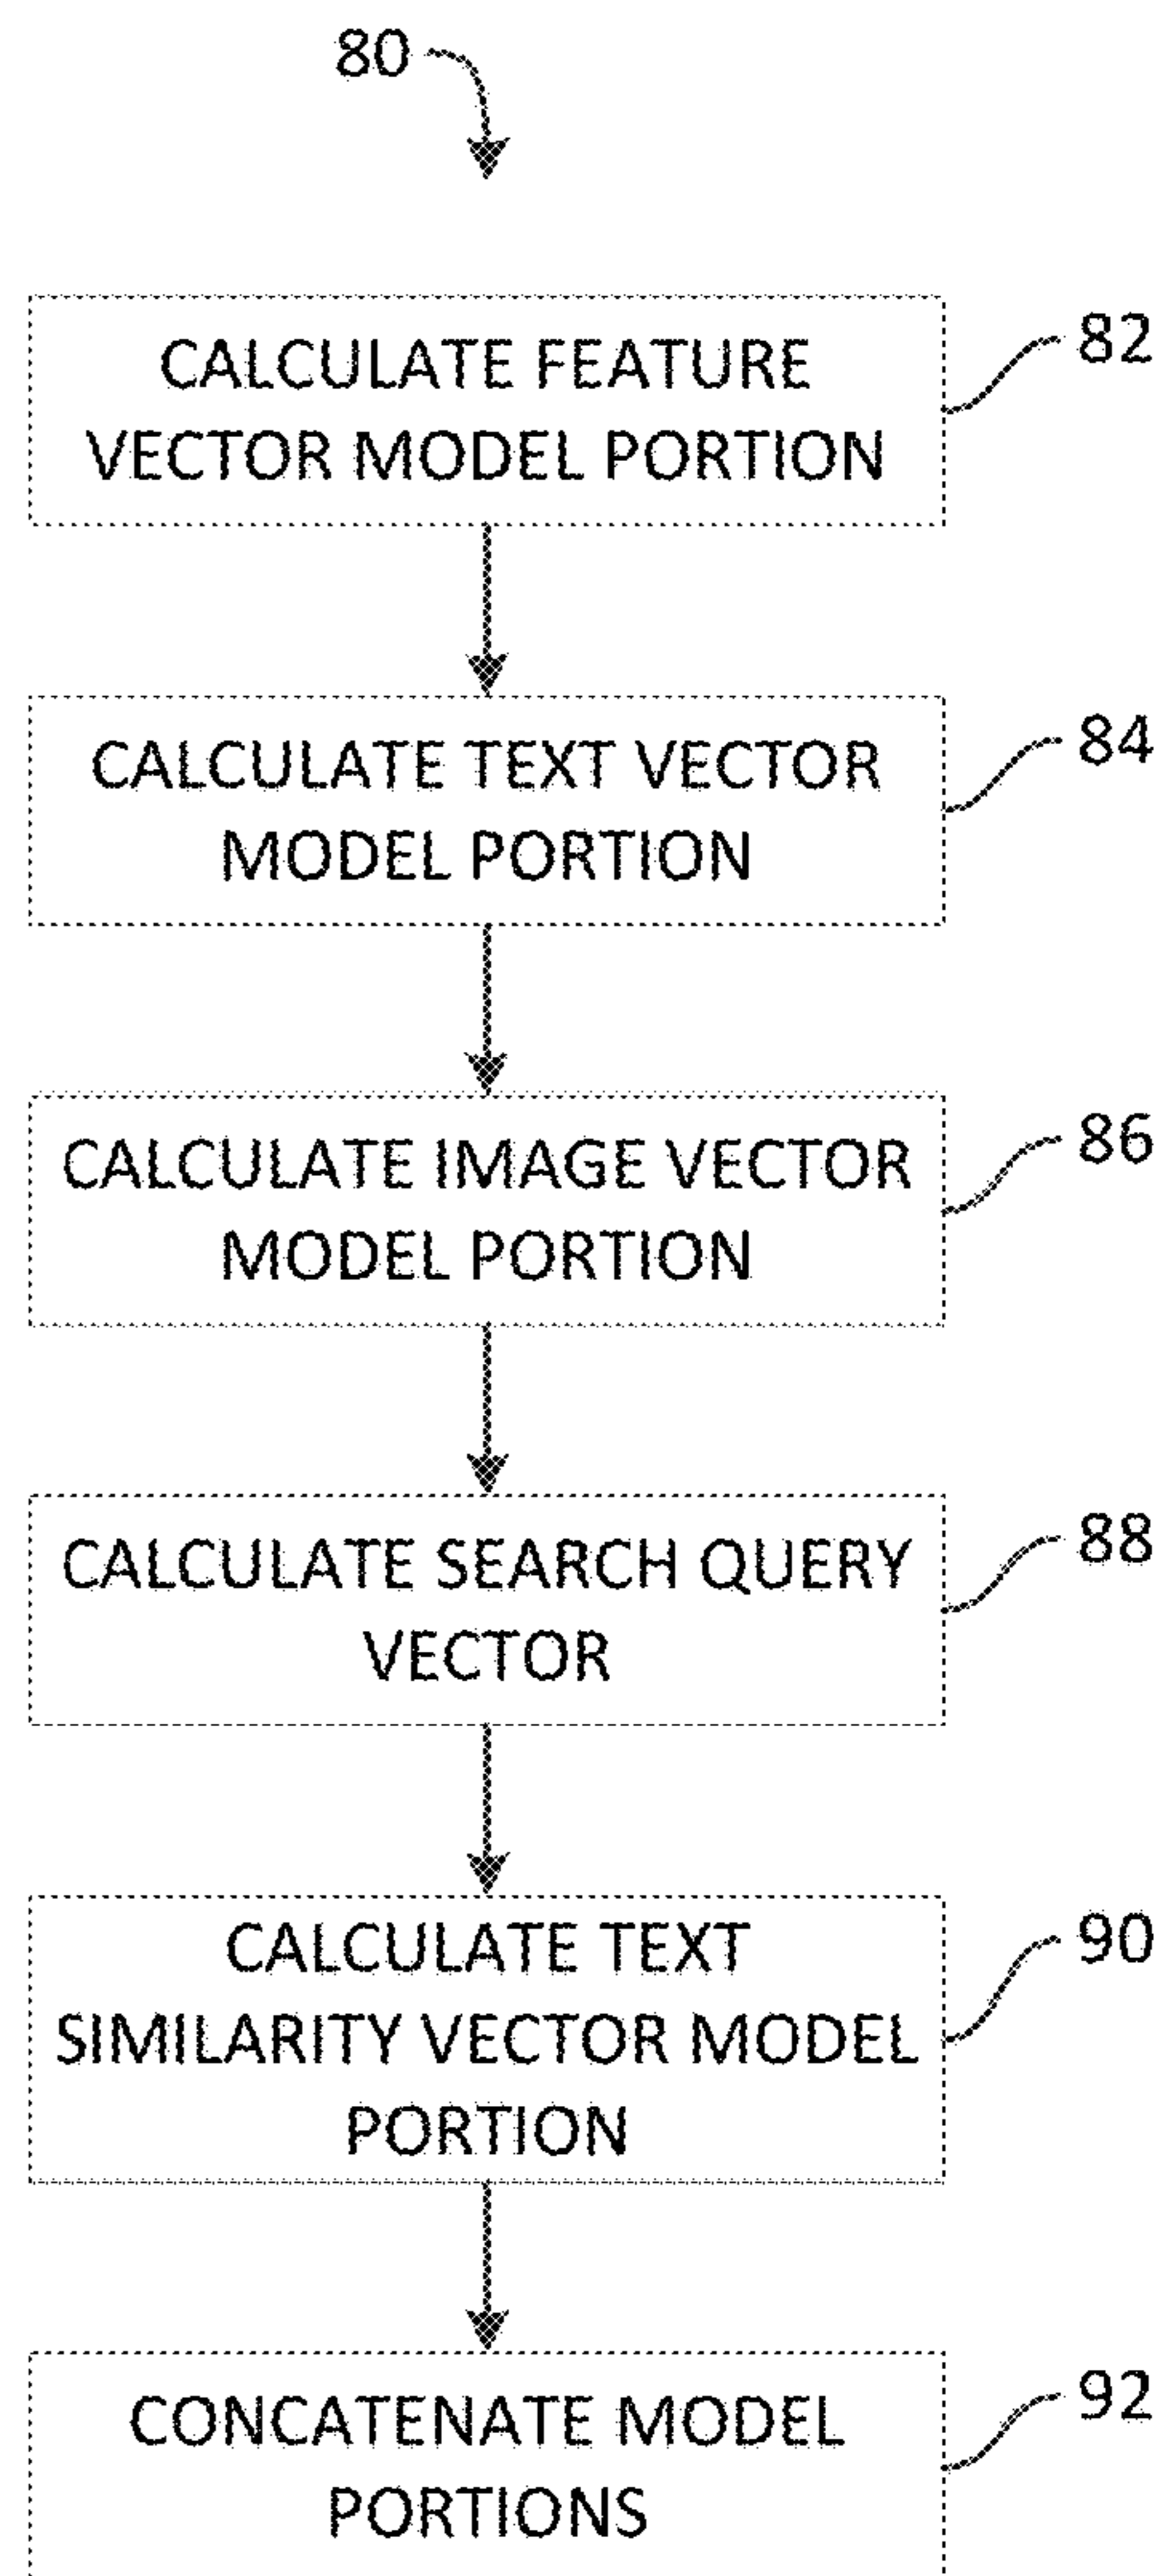 80
CALCULATE FEATURE
VECTOR MODEL PORTION
82
CALCULATE TEXT VECTOR
MODEL PORTION
84
CALCULATE IMAGE VECTOR
MODEL PORTION
86
CALCULATE SEARCH QUERY
VECTOR
88
CALCULATE TEXT
SIMILARITY VECTOR MODEL
PORTION
90
CONCATENATE MODEL
PORTIONS
92